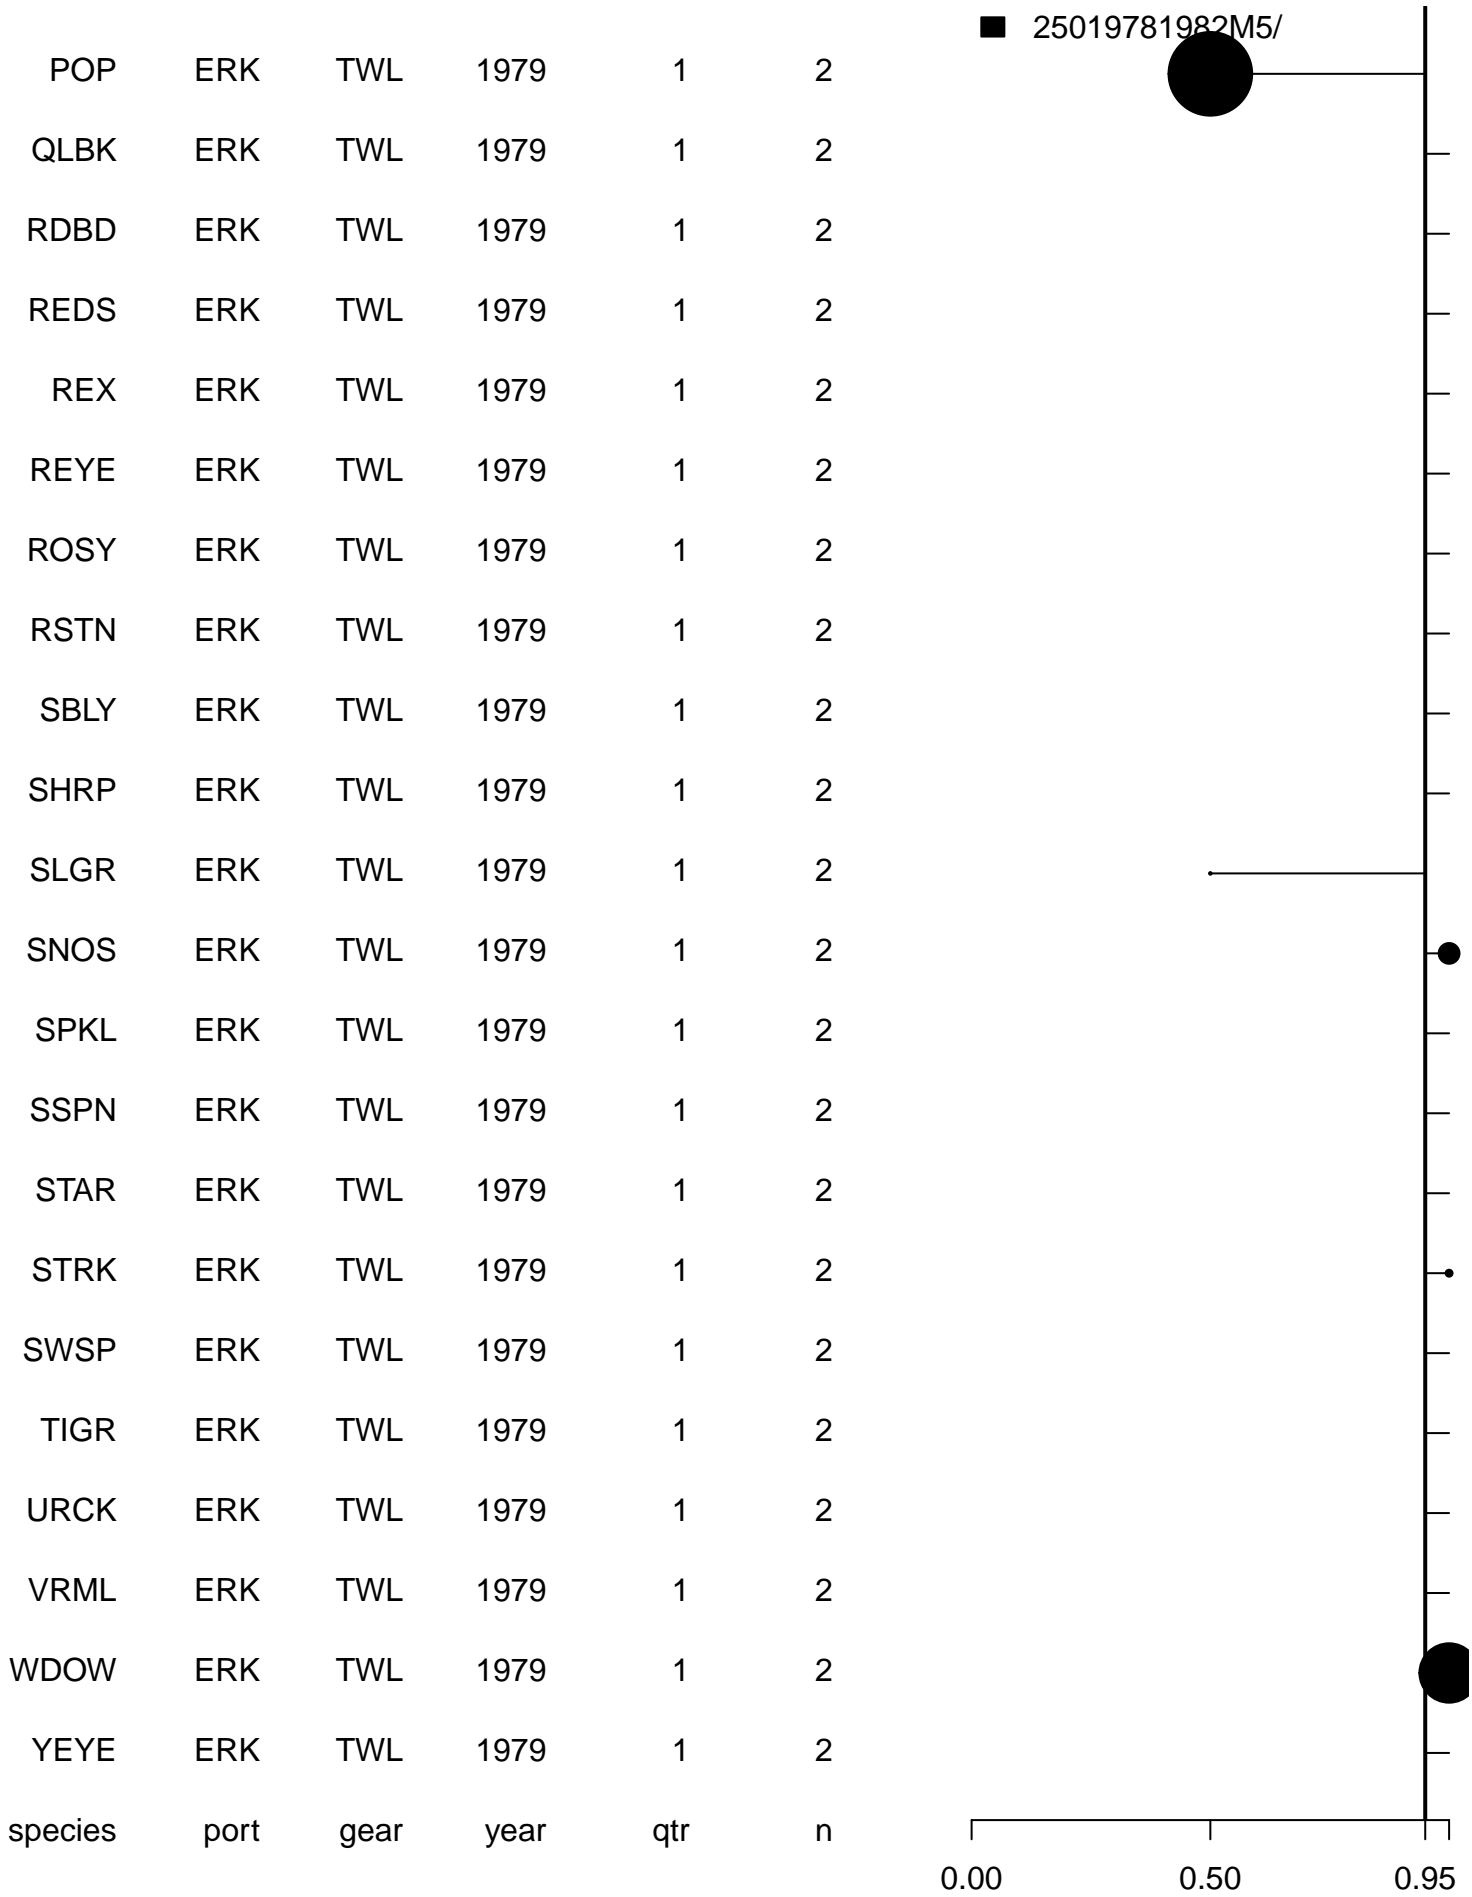 25019781982M5/
POP ERK TWL 1979 1 2
QLBK ERK TWL 1979 1 2
RDBD ERK TWL 1979 1 2
REDS ERK TWL 1979 1 2
REX ERK TWL 1979 1 2
REYE ERK TWL 1979 1 2
ROSY ERK TWL 1979 1 2
RSTN ERK TWL 1979 1 2
SBLY ERK TWL 1979 1 2
SHRP ERK TWL 1979 1 2
SLGR ERK TWL 1979 1 2
SNOS ERK TWL 1979 1 2
SPKL ERK TWL 1979 1 2
SSPN ERK TWL 1979 1 2
STAR ERK TWL 1979 1 2
STRK ERK TWL 1979 1 2
SWSP ERK TWL 1979 1 2
TIGR ERK TWL 1979 1 2
URCK ERK TWL 1979 1 2
VRML ERK TWL 1979 1 2
WDOW ERK TWL 1979 1 2
YEYE ERK TWL 1979 1 2
species port gear year qtr n
0.00 0.50 0.95